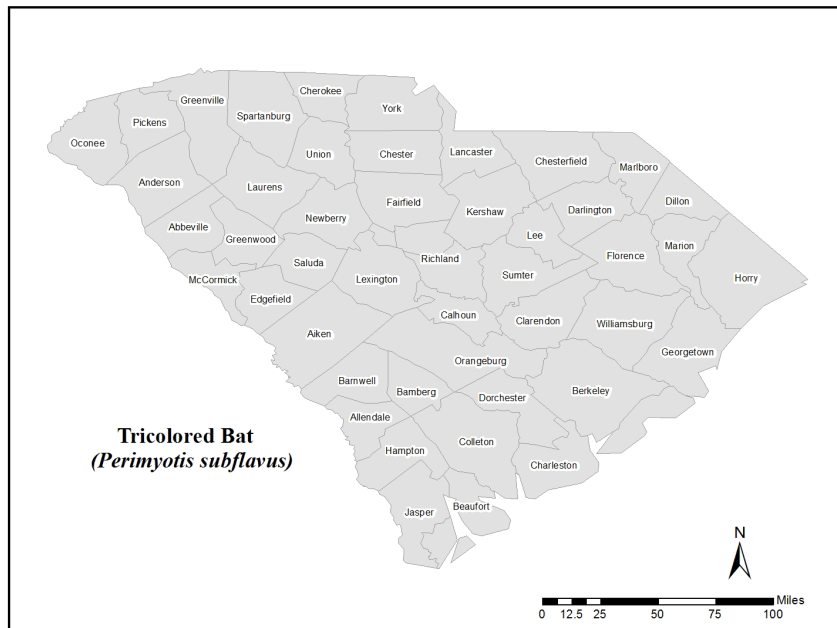 Cherokee
Greenville
York
Spartanburg
Pickens
Oconee
Union
Chester
Lancaster
Chesterfield
Marlboro
Anderson
Laurens
Dillon
Fairfield
Newberry
Kershaw
Darlington
Abbeville
Greenwood
Lee
Marion
Florence
Richland
Saluda
Sumter
Horry
McCormick
Lexington
Edgefield
Calhoun
Clarendon
Williamsburg
Aiken
Georgetown
Orangeburg
Barnwell
Bamberg
Dorchester
Berkeley
Allendale
Tricolored Bat
(Perimyotis subflavus)
Colleton
Hampton
Charleston
Beaufort
Jasper
N
Miles
0 12.5 25 50 75 100